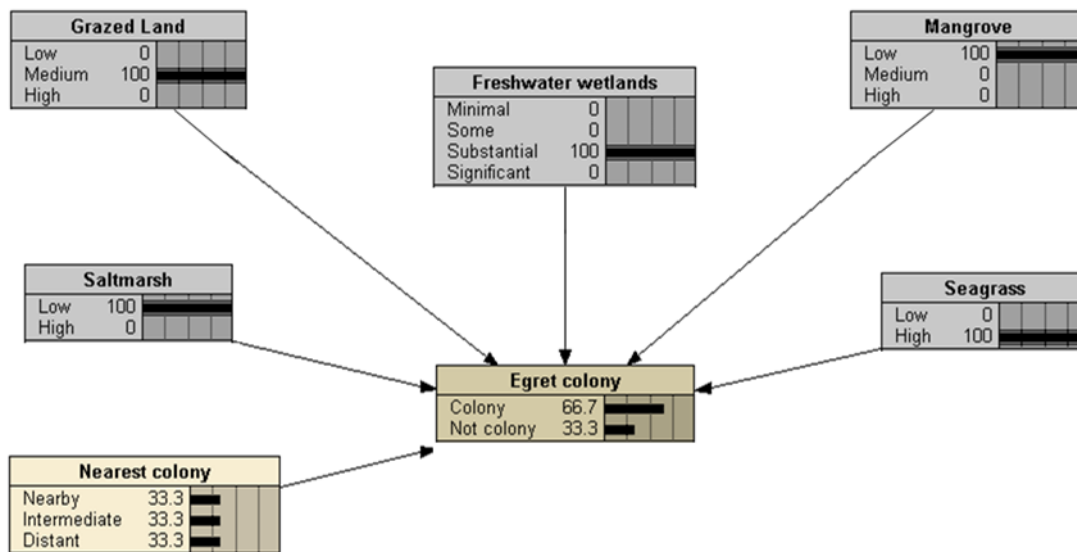 Grazed Land
Low 0
Medium 100
High 0
Freshwater wetlands
Minimal 0
Some 0
Substantial 100
Significant 0
Mangrove
Low 100
Medium 0
High 0
Saltmarsh
Low 100
High 0
Seagrass
Low 0
High 100
Egret colony
Colony 66.7
Not colony 33.3
Nearest colony
Nearby 33.3
Intermediate 33.3
Distant 33.3